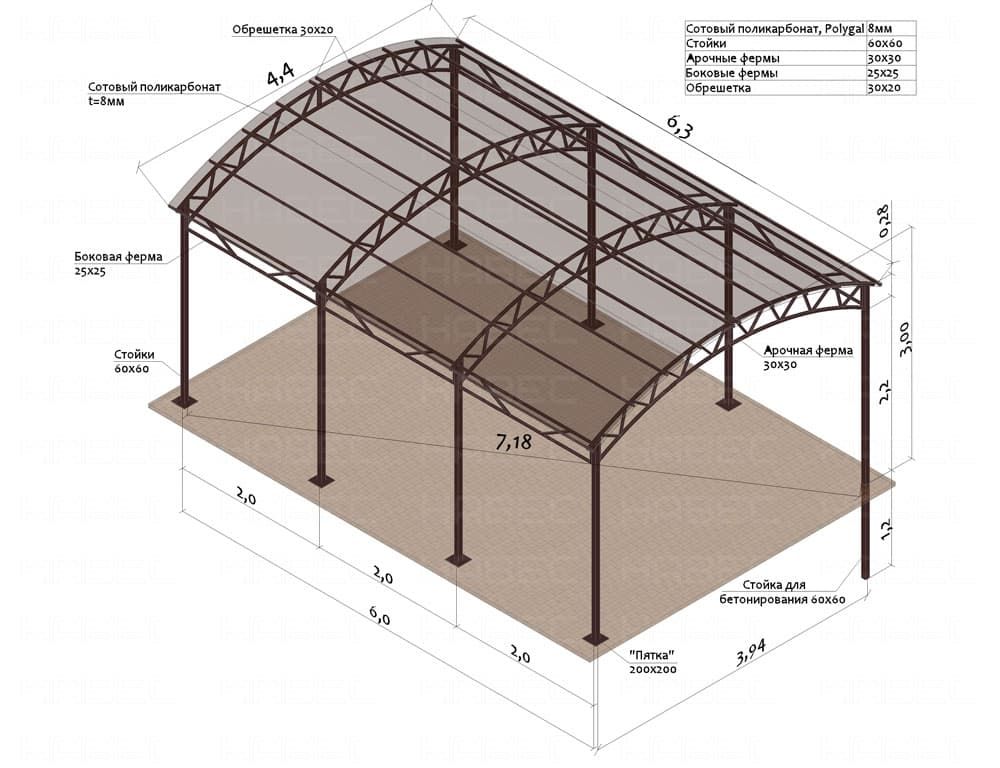 Обрешетка 30х20
4,4
Сотовый поликарбонат
t=8мм
Сотовый поликарбонат, Polygal 8мм
Стойки 60х60
Арочные фермы 30х30
Боковые фермы 25х25
Обрешетка 30х20
6,3
0,28
Боковая ферма
25х25
3,00
Арочная ферма
30х30
Стойки
60х60
2,2
7,18
2,0
1,2
2,0
Стойка для
бетонирования 60х60
6,0
2,0
"Пятка"
200х200
3,94